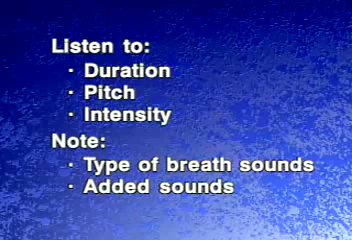 Listen to:
· Duration
· Pitch
· Intensity
Note:
· Type of breath sounds
· Added sounds